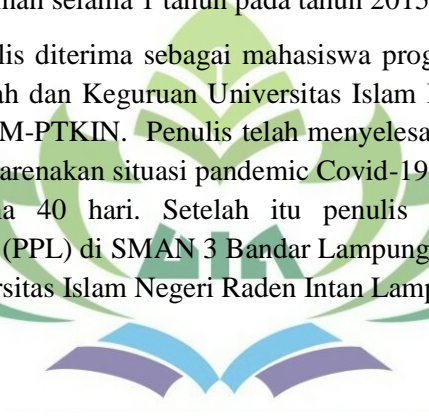 man selama 1 tahun pada tahun 2015
lis diterima sebagai mahasiswa prog
ah dan Keguruan Universitas Islam
M-PTKIN. Penulis telah menyelesa
arenakan situasi pandemic Covid-19
a 40 hari. Setelah itu penulis
(PPL) di SMAN 3 Bandar Lampung
rsitas Islam Negeri Raden Intan Lamp